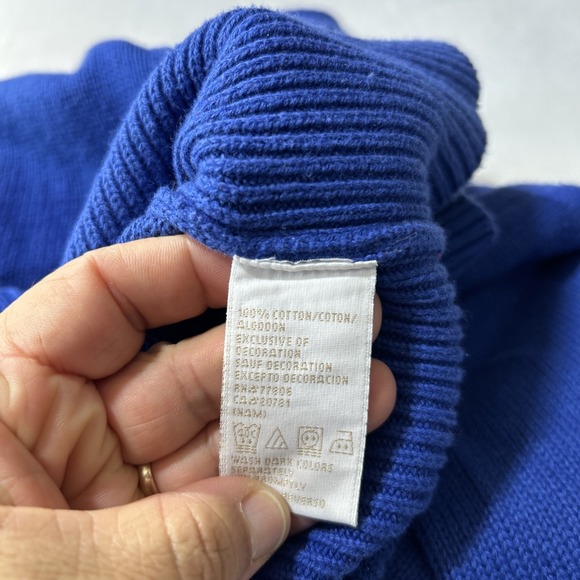 100% COTTON/COTON/
ALGODON
EXCLUSIVE OF
DECORATION
SAUF DECORATION
EXCEPTO DECORACION
RN# 77806
CA# 20781
(NAM)
WASH DARK COLORS
SEPARATELY